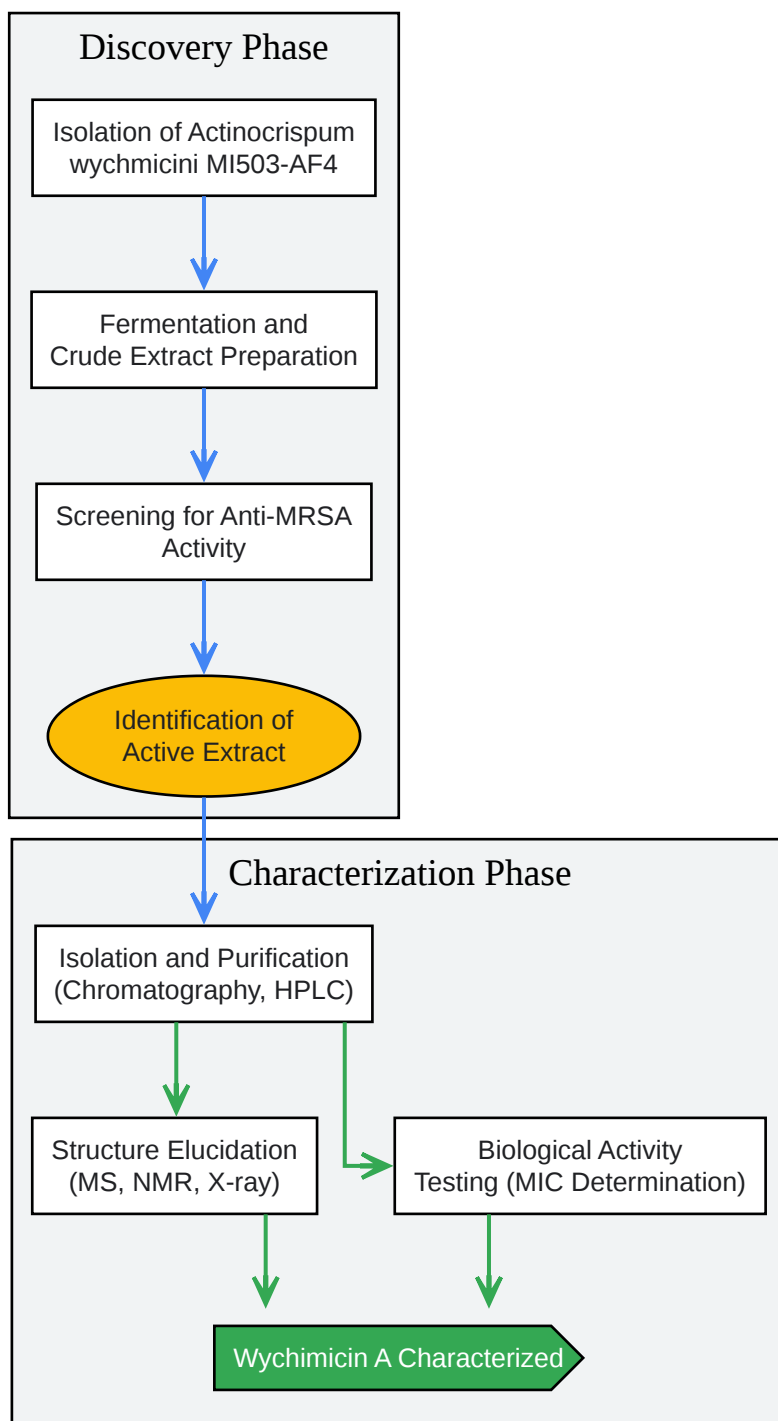 Discovery Phase
Isolation of Actinocrispum
wychmicini MI503-AF4
Fermentation and
Crude Extract Preparation
Screening for Anti-MRSA
Activity
Identification of
Active Extract
Characterization Phase
Isolation and Purification
(Chromatography, HPLC)
Structure Elucidation
(MS, NMR, X-ray)
Biological Activity
Testing (MIC Determination)
Wychimicin A Characterized